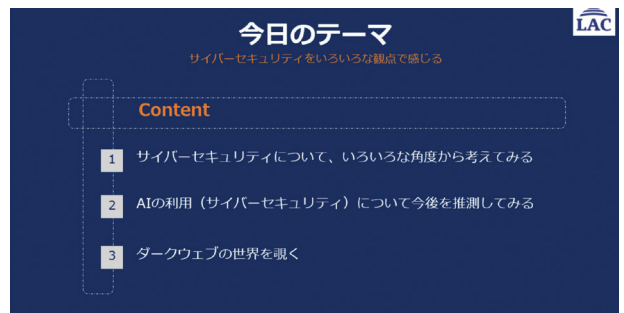 今日のテーマ
LAC
サイバーセキュリティをいろいろな観点で感じる
Content
1 サイバーセキュリティについて、いろいろな角度から考えてみる
2 AIの利用（サイバーセキュリティ）について今後を推測してみる
3 ダークウェブの世界を覗く